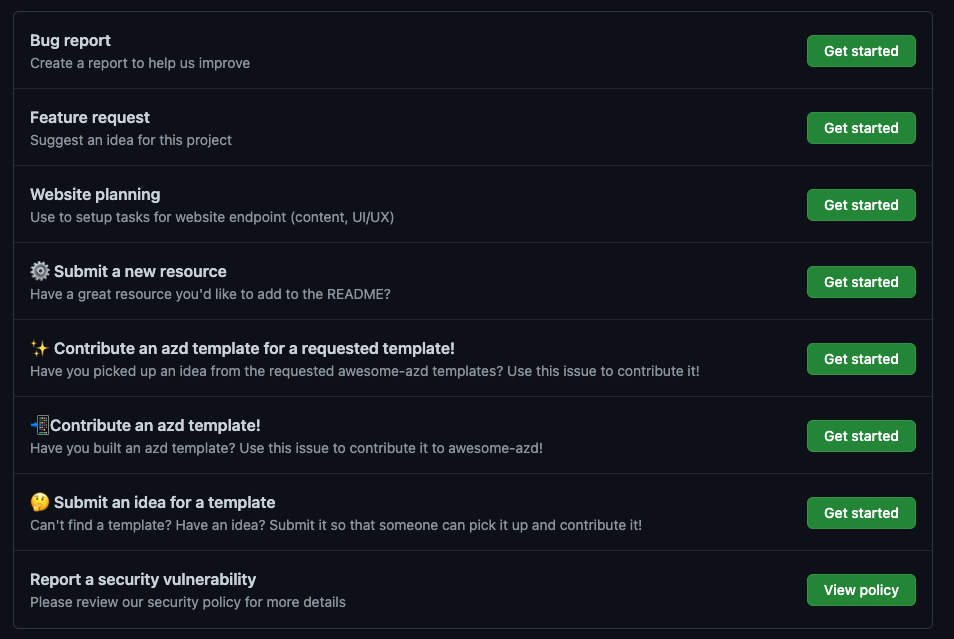 Bug report
Create a report to help us improve
Get started
Feature request
Suggest an idea for this project
Get started
Website planning
Use to setup tasks for website endpoint (content, UI/UX)
Get started
⚙️ Submit a new resource
Have a great resource you'd like to add to the README?
Get started
✨ Contribute an azd template for a requested template!
Have you picked up an idea from the requested awesome-azd templates? Use this issue to contribute it!
Get started
📲Contribute an azd template!
Have you built an azd template? Use this issue to contribute it to awesome-azd!
Get started
🤔 Submit an idea for a template
Can't find a template? Have an idea? Submit it so that someone can pick it up and contribute it!
Get started
Report a security vulnerability
Please review our security policy for more details
View policy